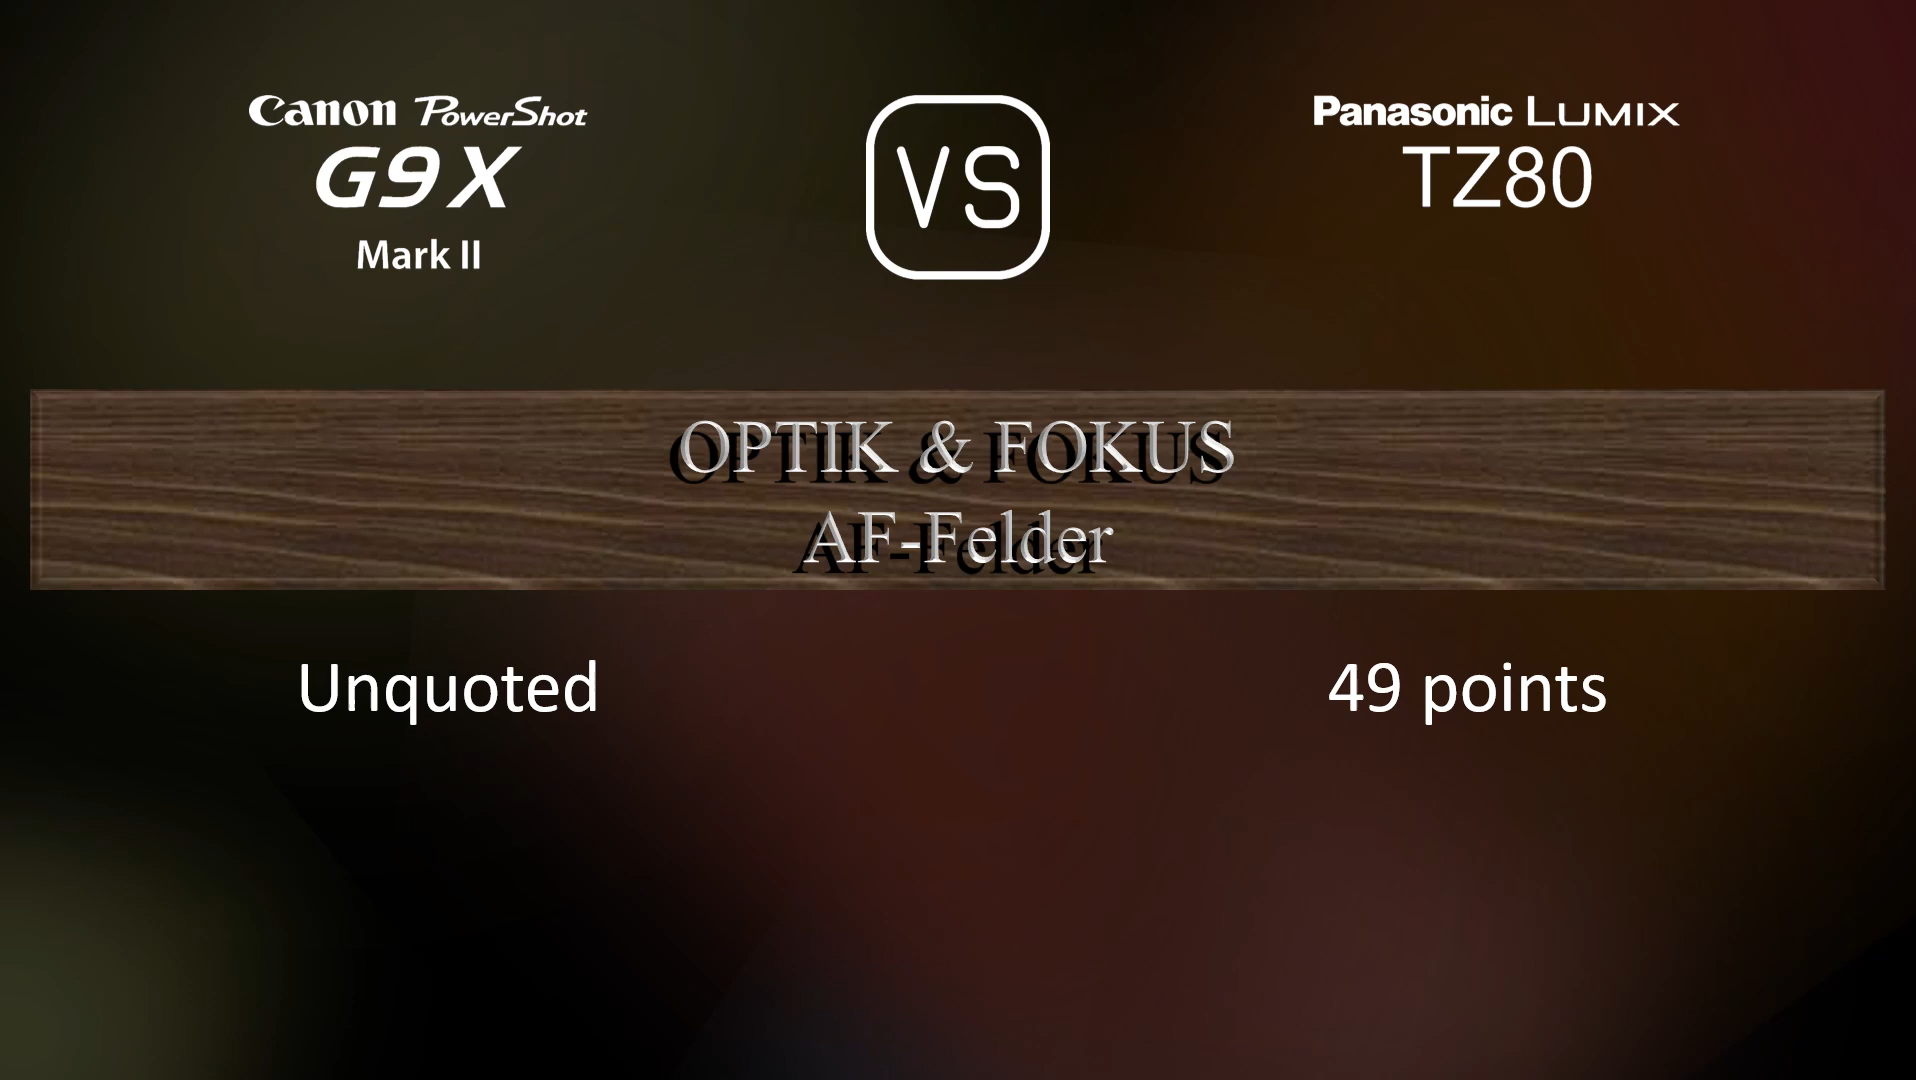 Canon PowerShot
G9 X
Mark II
VS
Panasonic LUMIX
TZ80
OPTIK & FOKUS
AF-Felder
Unquoted
49 points